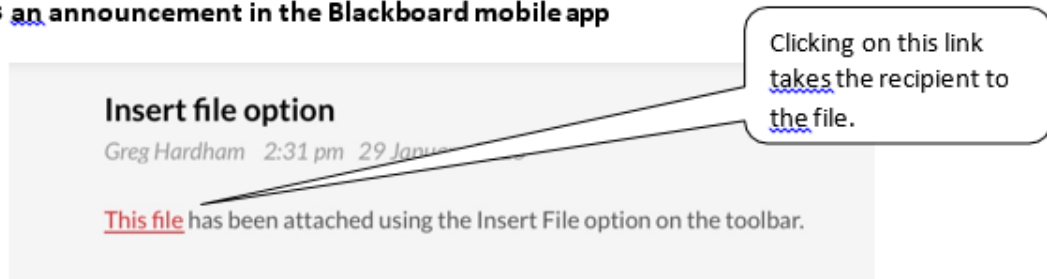 an announcement in the Blackboard mobile app
Clicking on this link
takes the recipient to
the file.
Insert file option
Greg Hardham 2:31 pm 29
This file has been attached using the Insert File option on the toolbar.